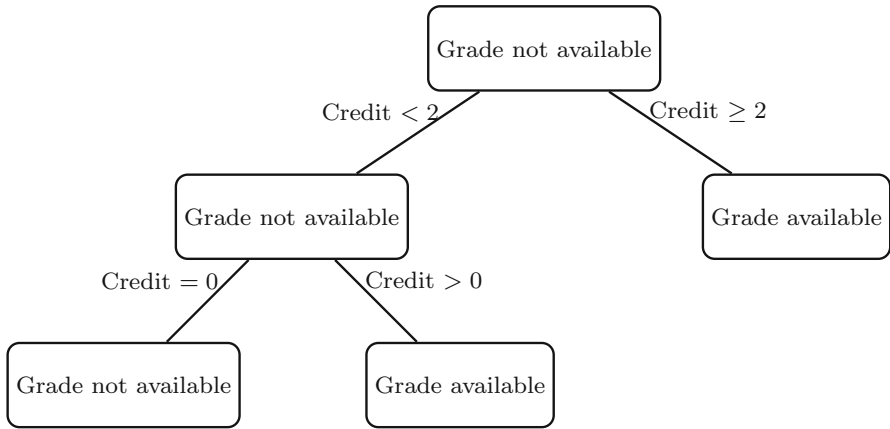 Grade not available
Credit < 2
Credit ≥ 2
Grade not available
Grade available
Credit = 0
Credit > 0
Grade not available
Grade available